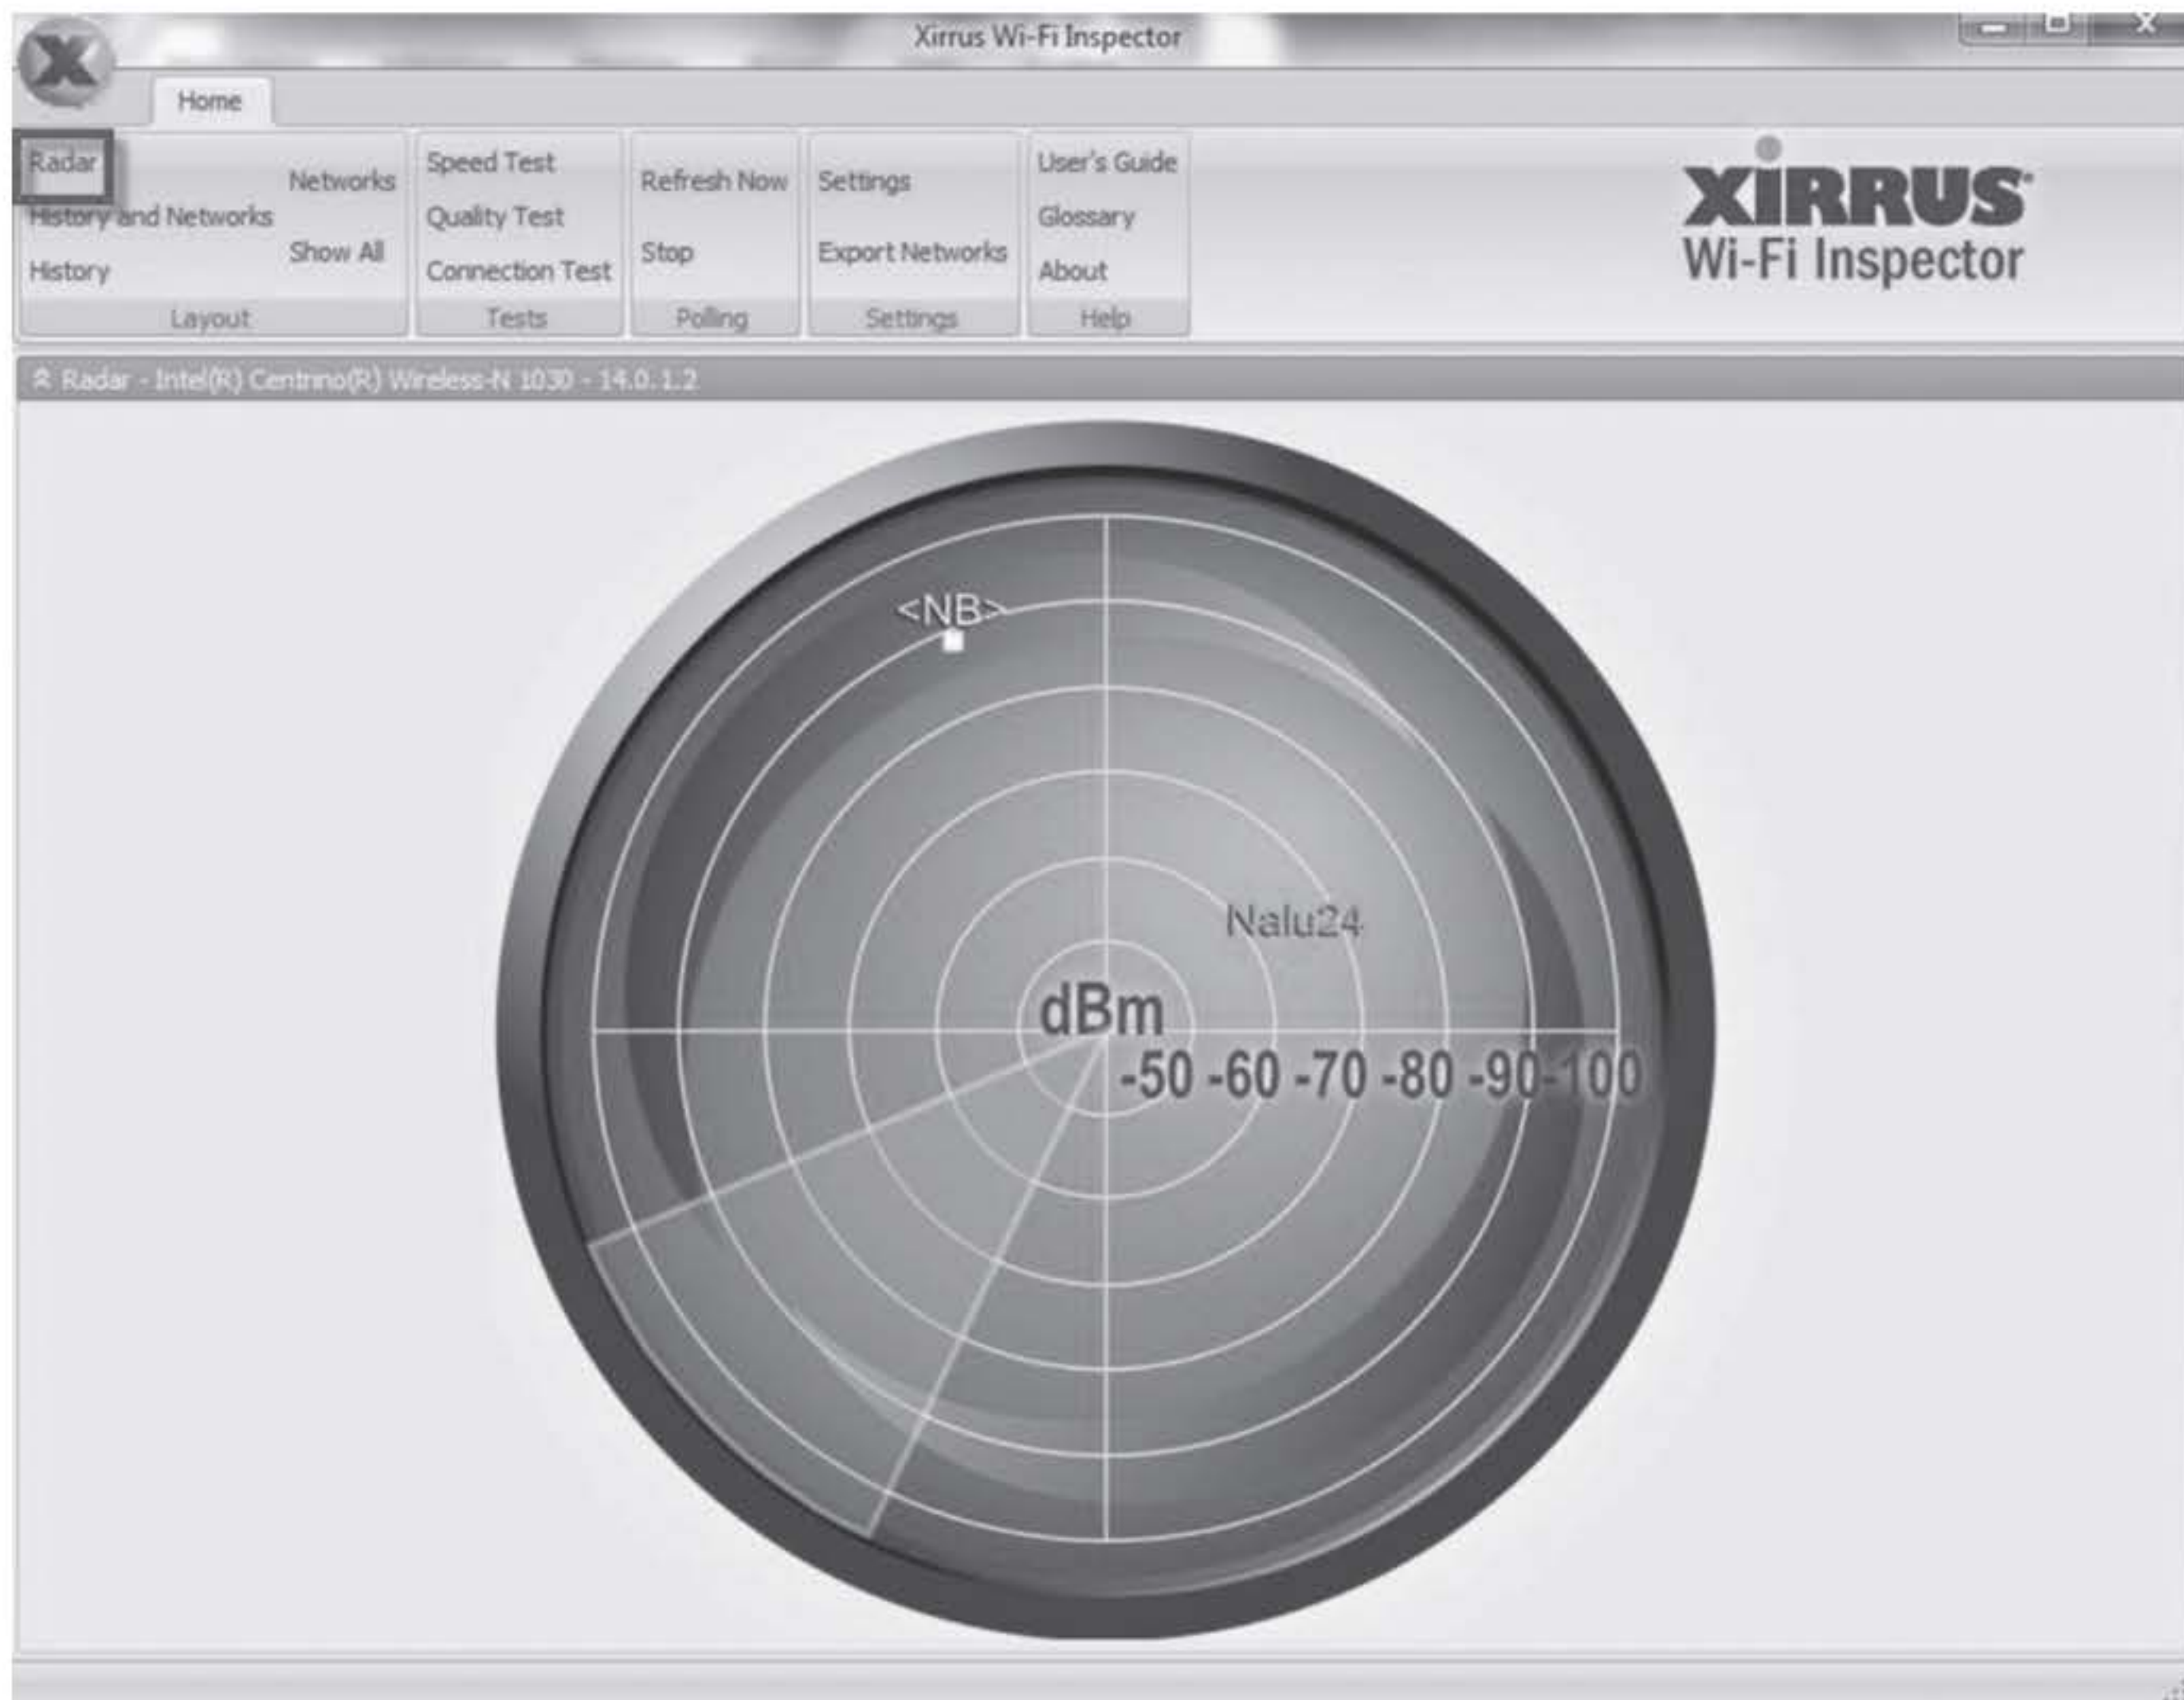 Xirrus Wi-Fi Inspector
Home
Radar
History and Networks
History
Networks
Show All
Layout
Speed Test
Quality Test
Connection Test
Tests
Refresh Now
Stop
Polling
Settings
Export Networks
Settings
User's Guide
Glossary
About
Help
XIRRUS
Wi-Fi Inspector
Radar - Intel(R) Centrino(R) Wireless-N 1030 - 14.0.1.2
<NB>
Nalu24
dBm
-50 -60 -70 -80 -90 -100